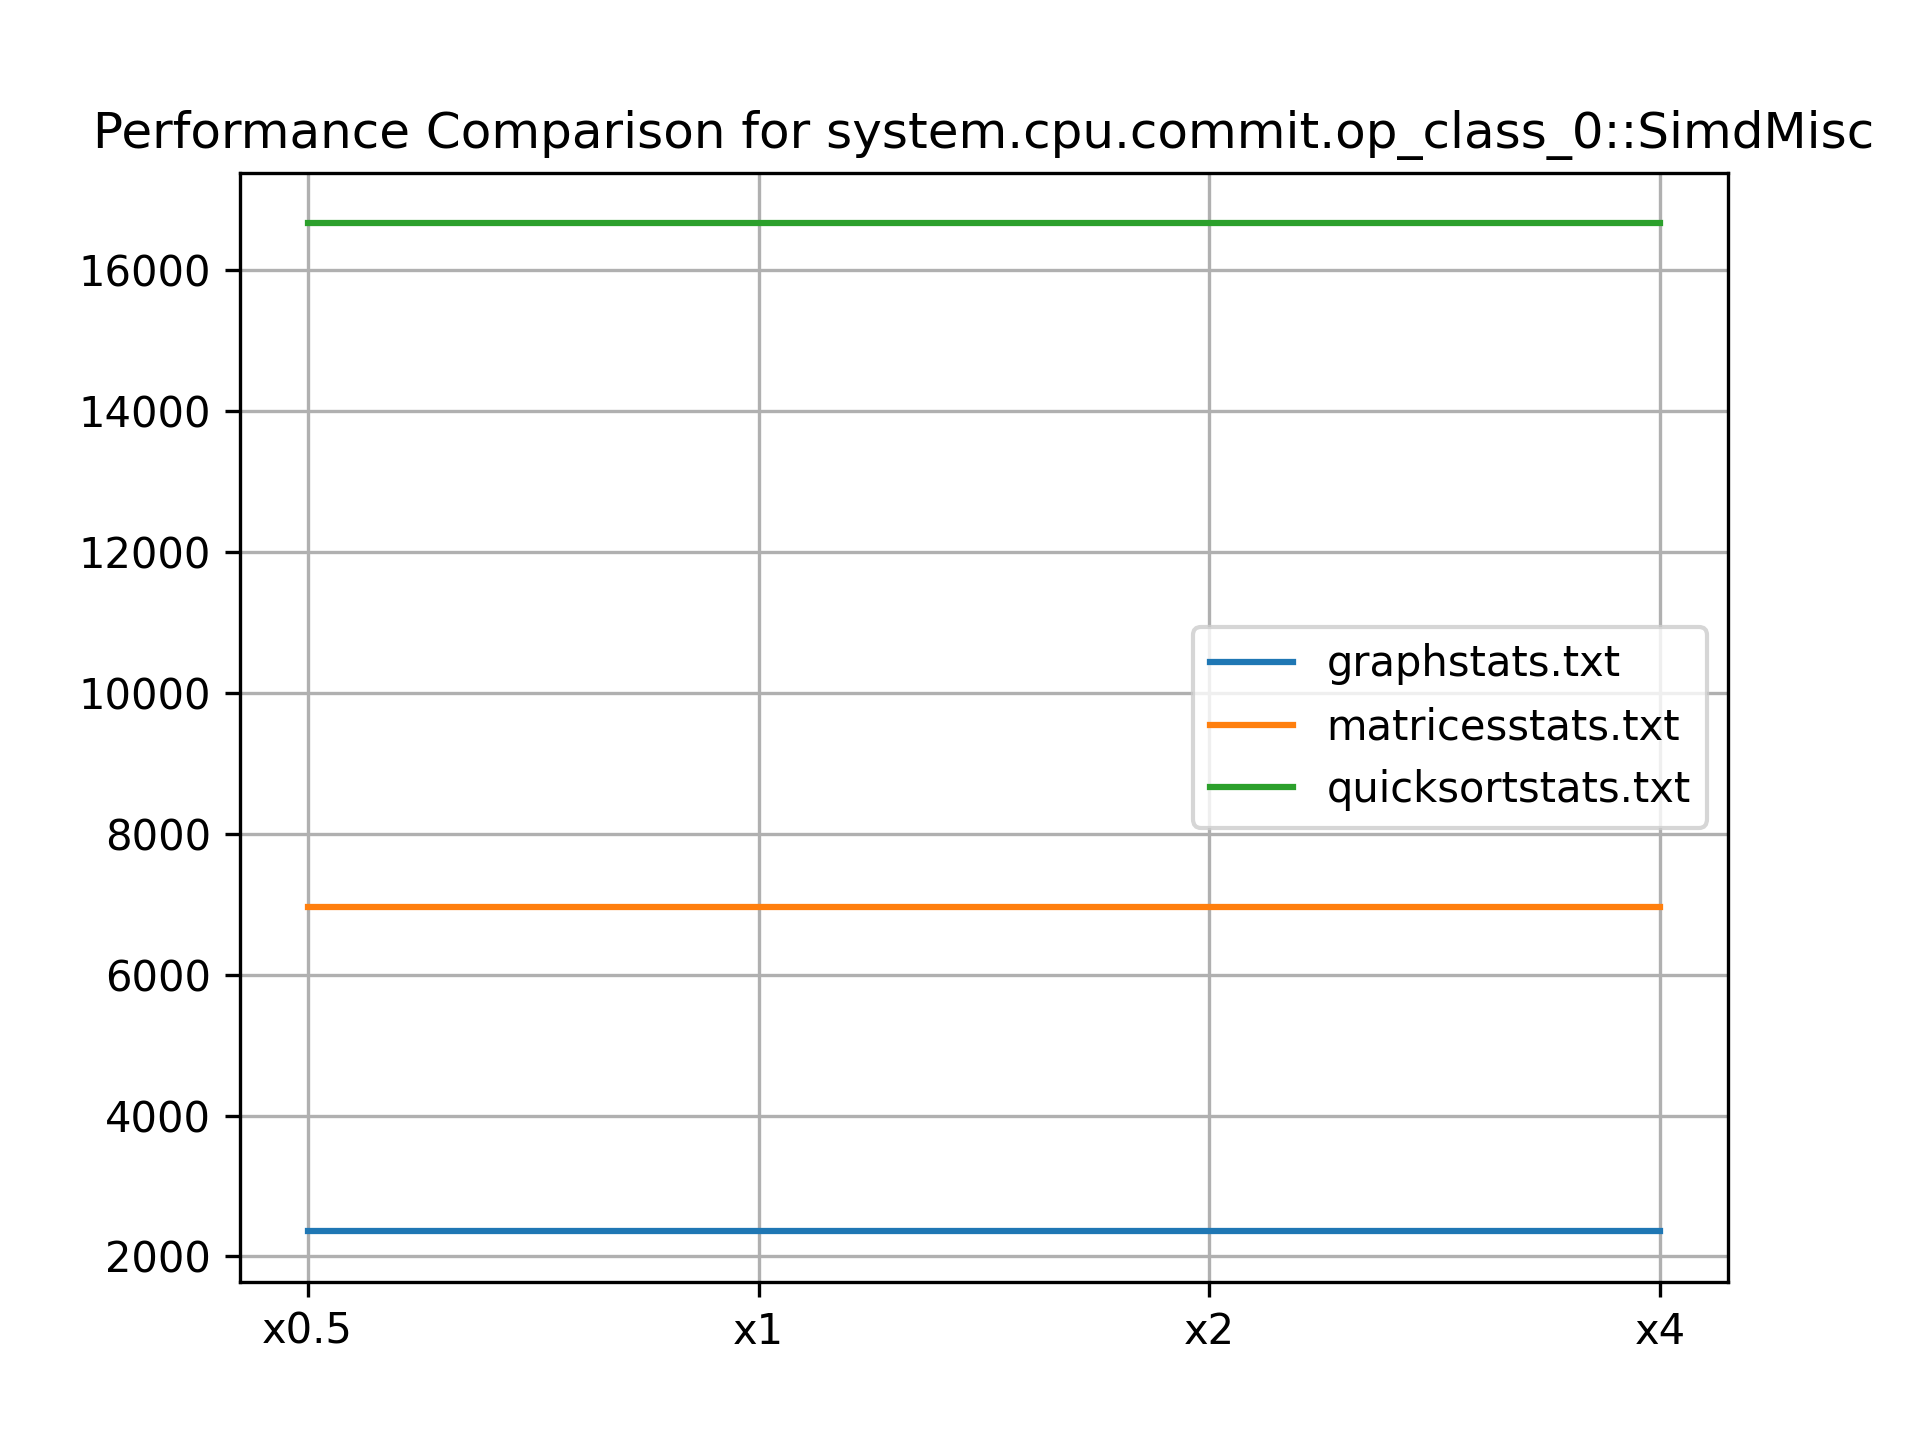 Performance Comparison for system.cpu.commit.op_class_0::SimdMisc
16000
14000
12000
10000
8000
6000
4000
2000
graphstats.txt
matricesstats.txt
quicksortstats.txt
x0.5 x1 x2 x4